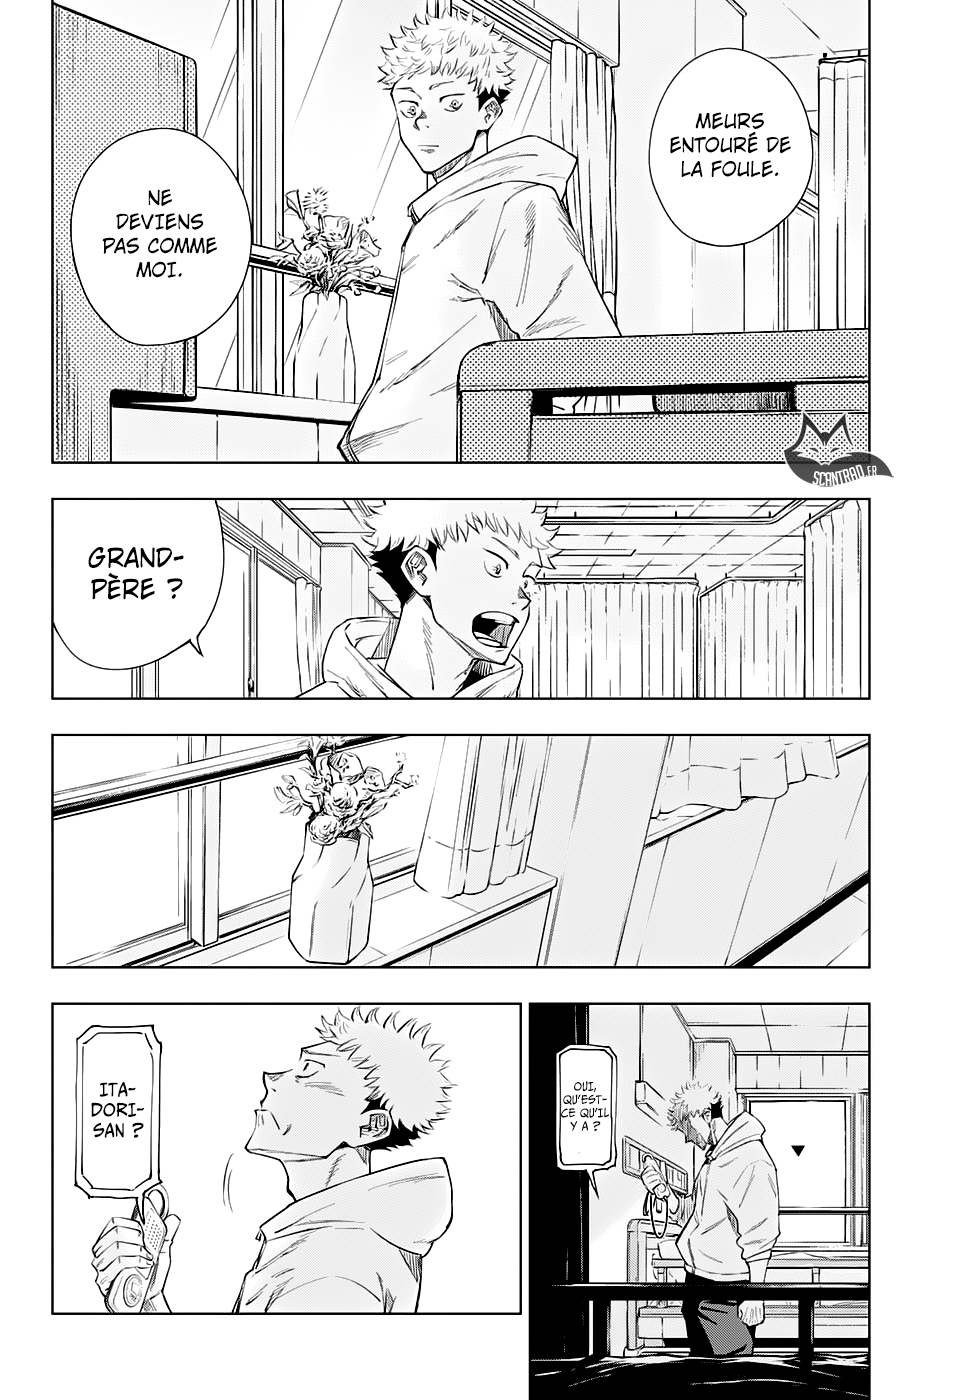 MEURS
ENTOURÉ DE
LA FOULE.
NE
DEVIENS
PAS COMME
MOI.
SCANTRAD.FR
GRAND-
PÈRE ?
ITA-
DORI-
SAN ?
OUI,
QU'EST-
CE QU'IL
Y A ?